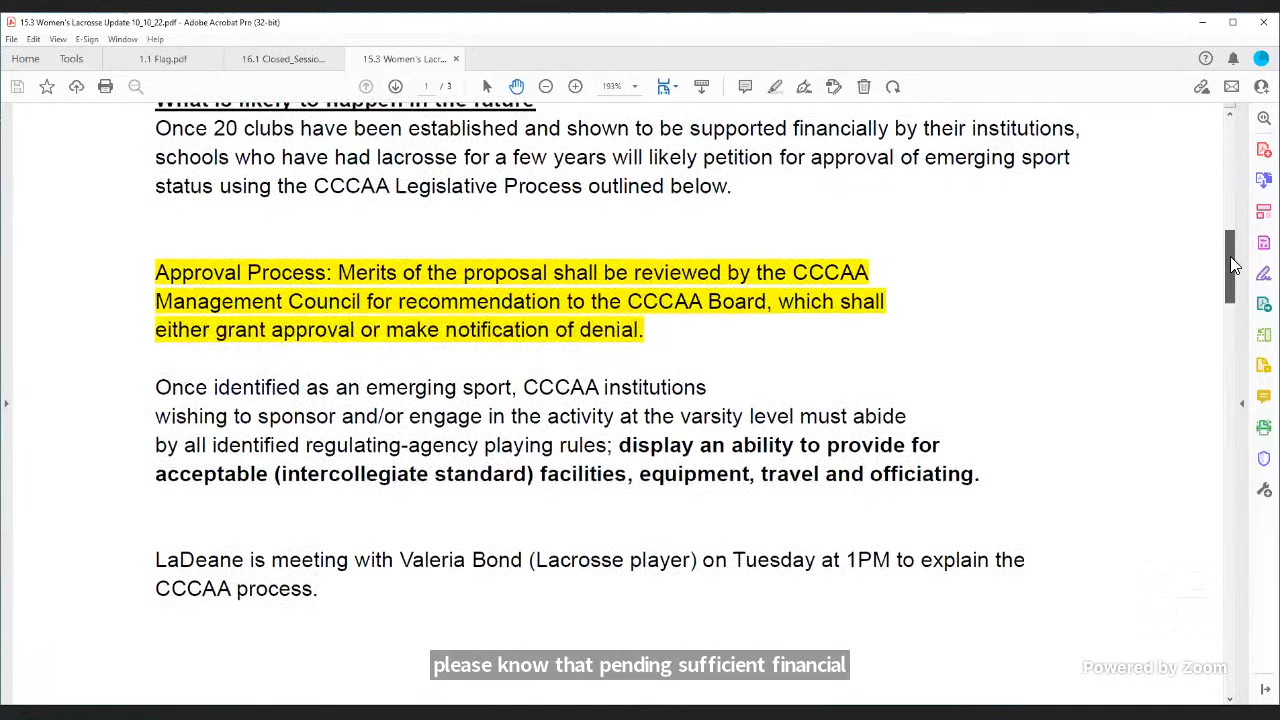 15.3 Women's Lacrosse Update 10_10_22.pdf - Adobe Acrobat Pro (32-bit)
File Edit View E-Sign Window Help
Home Tools 1.1 Flag.pdf 16.1 Closed_Sessio... 15.3 Women's Lacr... ×
1 / 3 193%
What is likely to happen in the future
Once 20 clubs have been established and shown to be supported financially by their institutions,
schools who have had lacrosse for a few years will likely petition for approval of emerging sport
status using the CCCAA Legislative Process outlined below.
Approval Process: Merits of the proposal shall be reviewed by the CCCAA
Management Council for recommendation to the CCCAA Board, which shall
either grant approval or make notification of denial.
Once identified as an emerging sport, CCCAA institutions
wishing to sponsor and/or engage in the activity at the varsity level must abide
by all identified regulating-agency playing rules; display an ability to provide for
acceptable (intercollegiate standard) facilities, equipment, travel and officiating.
LaDeane is meeting with Valeria Bond (Lacrosse player) on Tuesday at 1PM to explain the
CCCAA process.
please know that pending sufficient financial
Powered by Zoom